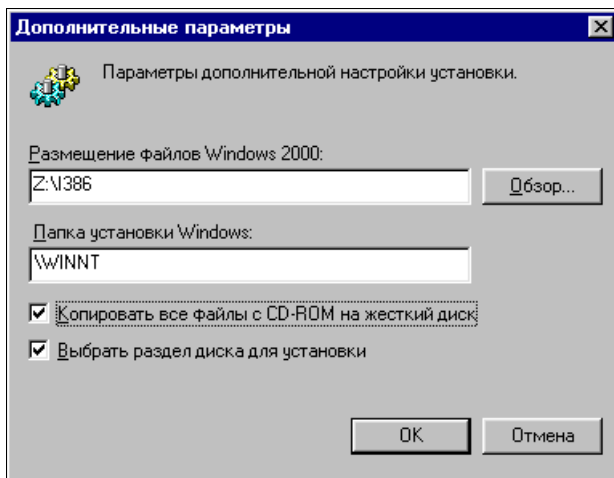 Дополнительные параметры
Параметры дополнительной настройки установки.
Размещение файлов Windows 2000:
Z:\I386
Обзор...
Папка установки Windows:
\WINNT
Копировать все файлы с CD-ROM на жесткий диск
Выбрать раздел диска для установки
OK
Отмена